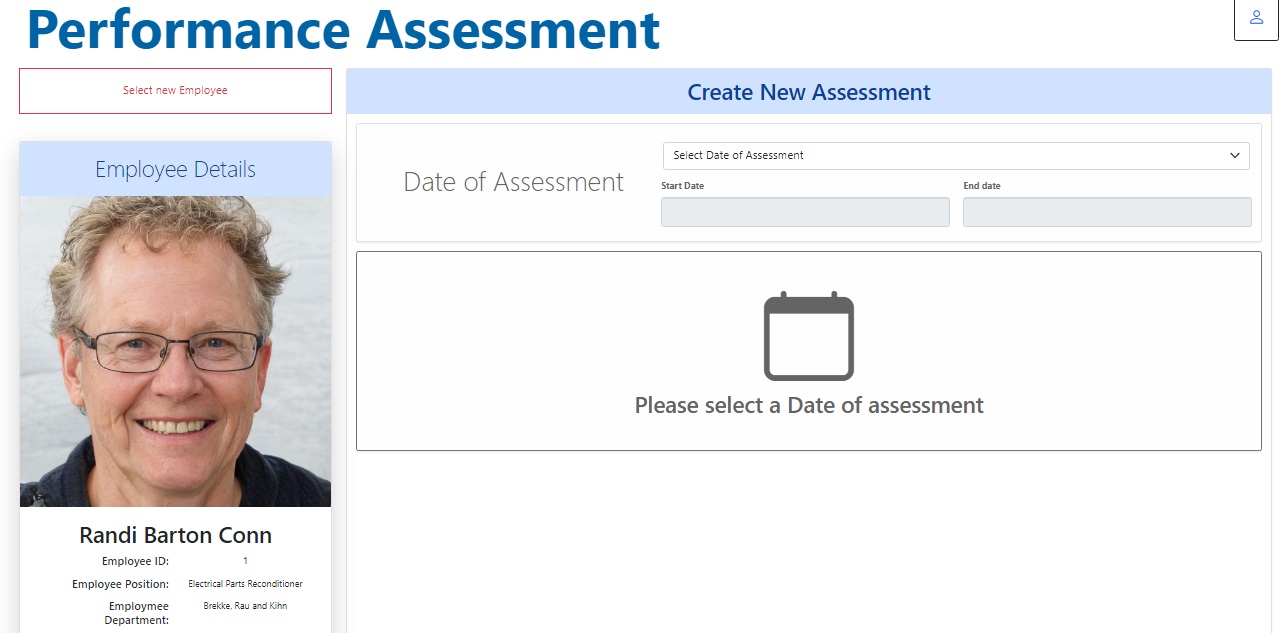 Performance Assessment
Select new Employee
Employee Details
Randi Barton Conn
Employee ID: 1
Employee Position: Electrical Parts Reconditioner
Employmee Brekke, Rau and Kihn
Department:
Create New Assessment
Date of Assessment
Select Date of Assessment
Start Date End date
Please select a Date of assessment